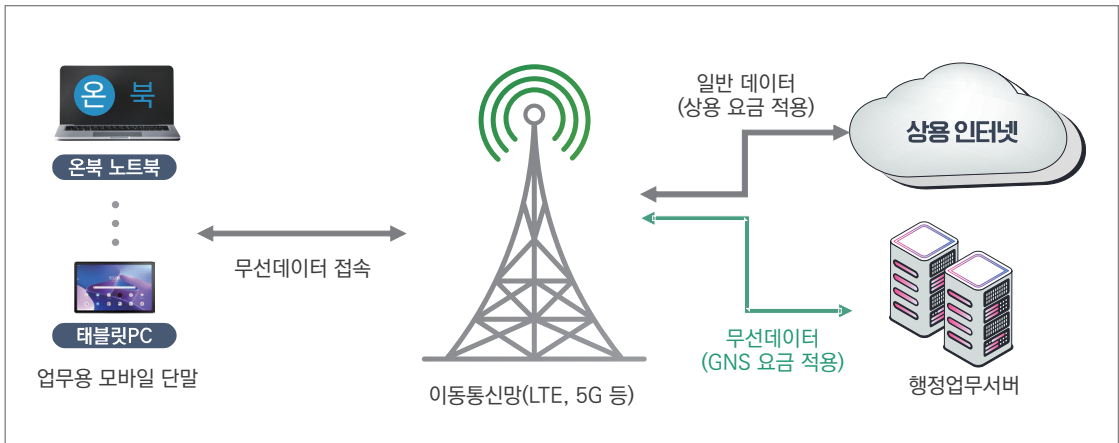 온 북
온북 노트북
태블릿PC
업무용 모바일 단말
무선데이터 접속
이동통신망(LTE, 5G 등)
일반 데이터
(상용 요금 적용)
상용 인터넷
무선데이터
(GNS 요금 적용)
행정업무서버